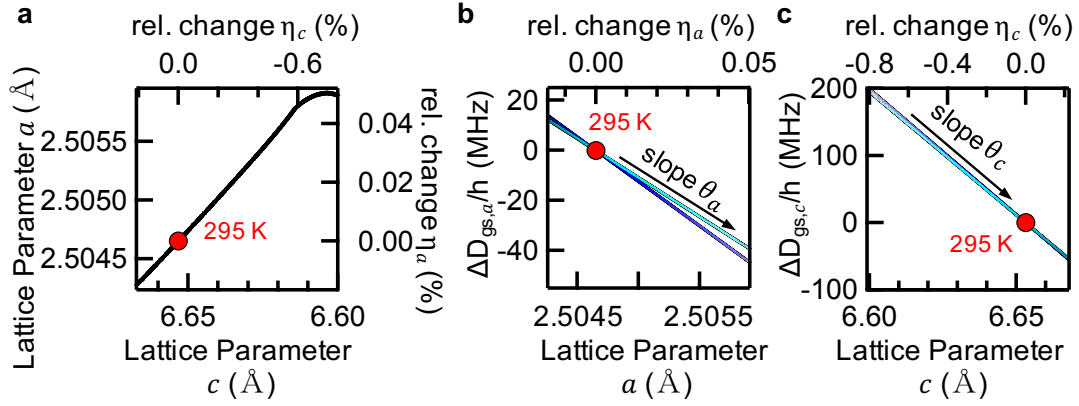 a
rel. change η_c (%)
0.0 -0.6
Lattice Parameter a (Å)
2.5055
2.5050
2.5045
295 K
0.04
0.02
0.00
rel. change η_a (%)
6.65 6.60
Lattice Parameter
c (Å)
b
rel. change η_a (%)
0.00 0.05
ΔD_gs,a/h (MHz)
20
0
-20
-40
295 K
slope θ_a
2.5045 2.5055
Lattice Parameter
a (Å)
c
rel. change η_c (%)
-0.8 -0.4 0.0
ΔD_gs,c/h (MHz)
200
100
0
-100
slope θ_c
295 K
6.60 6.65
Lattice Parameter
c (Å)